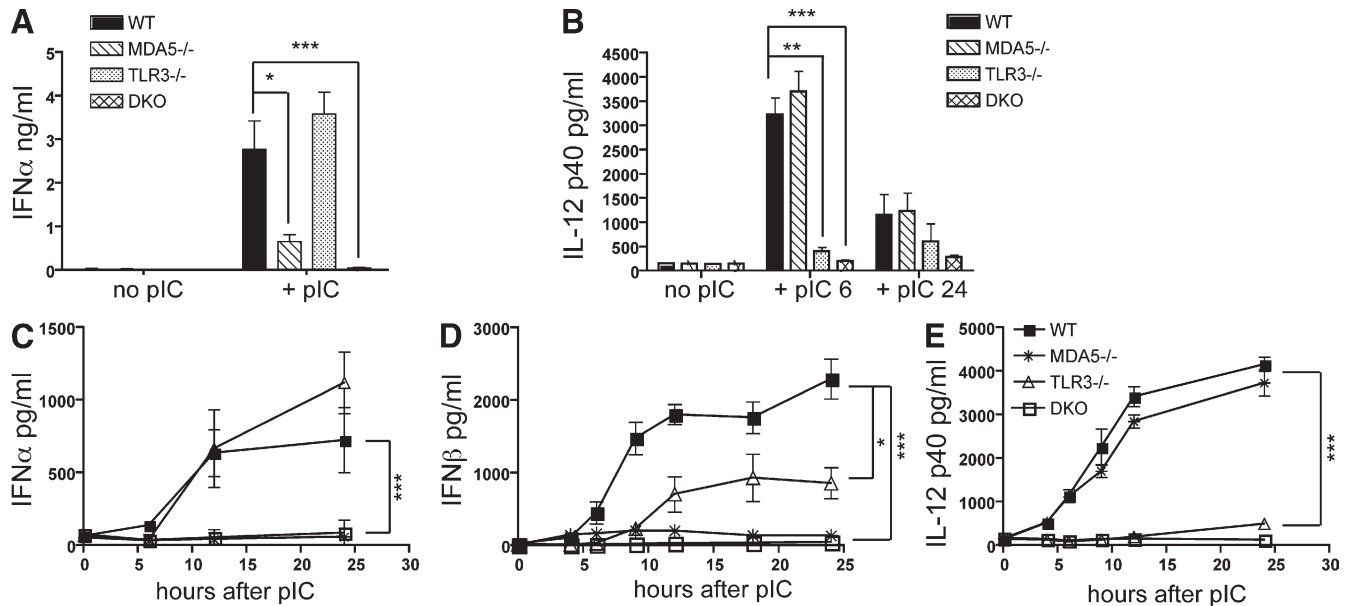 A
WT
MDA5-/-
TLR3-/-
DKO
***
*
IFNα ng/ml
5
4
3
2
1
0
no pIC
+ pIC
B
WT
MDA5-/-
TLR3-/-
DKO
***
**
IL-12 p40 pg/ml
4500
4000
3500
3000
2500
2000
1500
1000
500
0
no pIC
+ pIC 6
+ pIC 24
C
IFNα pg/ml
1500
1000
500
0
***
0
5
10
15
20
25
30
hours after pIC
D
IFNβ pg/ml
3000
2000
1000
0
*
***
0
5
10
15
20
25
hours after pIC
E
WT
MDA5-/-
TLR3-/-
DKO
IL-12 p40 pg/ml
5000
4000
3000
2000
1000
0
***
0
5
10
15
20
25
30
hours after pIC